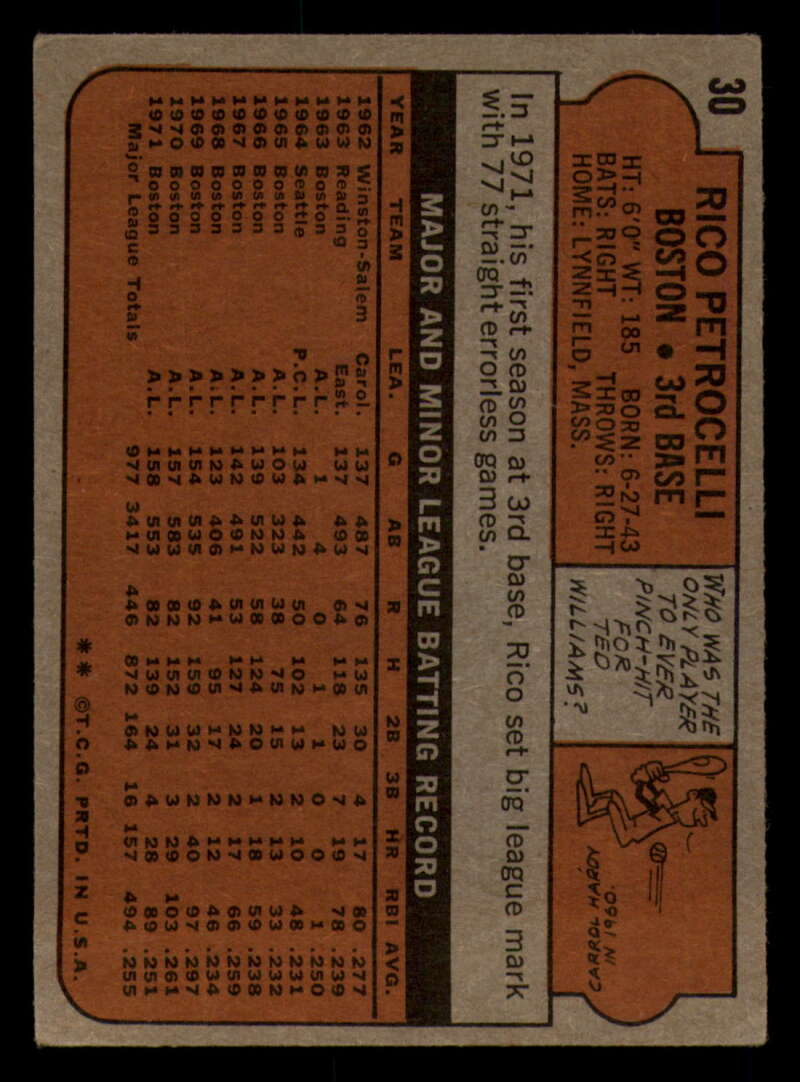 30
RICO PETROCELLI
BOSTON • 3rd BASE
HT: 6'0" WT: 185 BORN: 6-27-43
BATS: RIGHT THROWS: RIGHT
HOME: LYNNFIELD, MASS.
WHO WAS THE
ONLY PLAYER
TO EVER
PINCH-HIT
FOR
TED
WILLIAMS?
CARROL HARDY
IN 1960.
In 1971, his first season at 3rd base, Rico set big league mark
with 77 straight errorless games.
MAJOR AND MINOR LEAGUE BATTING RECORD
YEAR TEAM LEA. G AB R H 2B 3B HR RBI AVG.
1962 Winston-Salem Carol. 137 487 76 135 30 4 17 80 .277
1963 Reading East. 137 493 64 118 23 7 19 78 .239
1963 Boston A.L. 1 4 0 1 1 0 0 1 .250
1964 Seattle P.C.L. 134 442 50 102 13 2 10 48 .231
1965 Boston A.L. 103 323 38 75 15 2 13 33 .232
1966 Boston A.L. 139 522 58 124 20 1 18 59 .238
1967 Boston A.L. 142 491 53 127 24 2 17 66 .259
1968 Boston A.L. 123 406 41 95 17 2 12 46 .234
1969 Boston A.L. 154 535 92 159 32 2 40 97 .297
1970 Boston A.L. 157 583 82 152 31 3 29 103 .261
1971 Boston A.L. 158 553 82 139 24 4 28 89 .251
Major League Totals 977 3417 446 872 164 16 157 494 .255
** ©T.C.G. PRTD. IN U.S.A.